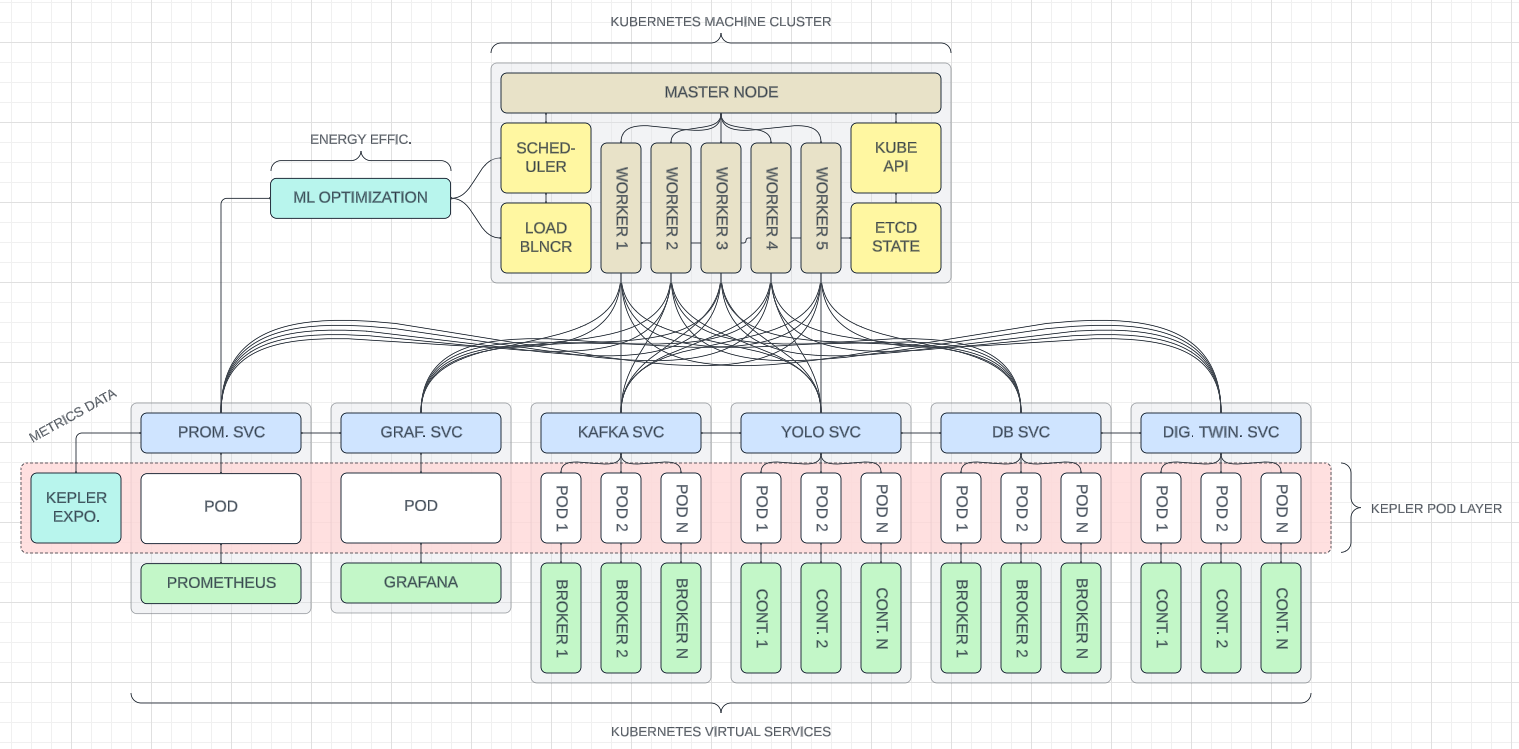 KUBERNETES MACHINE CLUSTER
MASTER NODE
ENERGY EFFIC.
ML OPTIMIZATION
SCHED-
ULER
LOAD
BLNCR
WORKER 1
WORKER 2
WORKER 3
WORKER 4
WORKER 5
KUBE
API
ETCD
STATE
METRICS DATA
PROM. SVC
GRAF. SVC
KAFKA SVC
YOLO SVC
DB SVC
DIG. TWIN. SVC
KEPLER
EXPO.
POD
POD
POD 1
POD 2
POD N
POD 1
POD 2
POD N
POD 1
POD 2
POD N
POD 1
POD 2
POD N
KEPLER POD LAYER
PROMETHEUS
GRAFANA
BROKER 1
BROKER 2
BROKER N
CONT. 1
CONT. 2
CONT. N
BROKER 1
BROKER 2
BROKER N
CONT. 1
CONT. 2
CONT. N
KUBERNETES VIRTUAL SERVICES